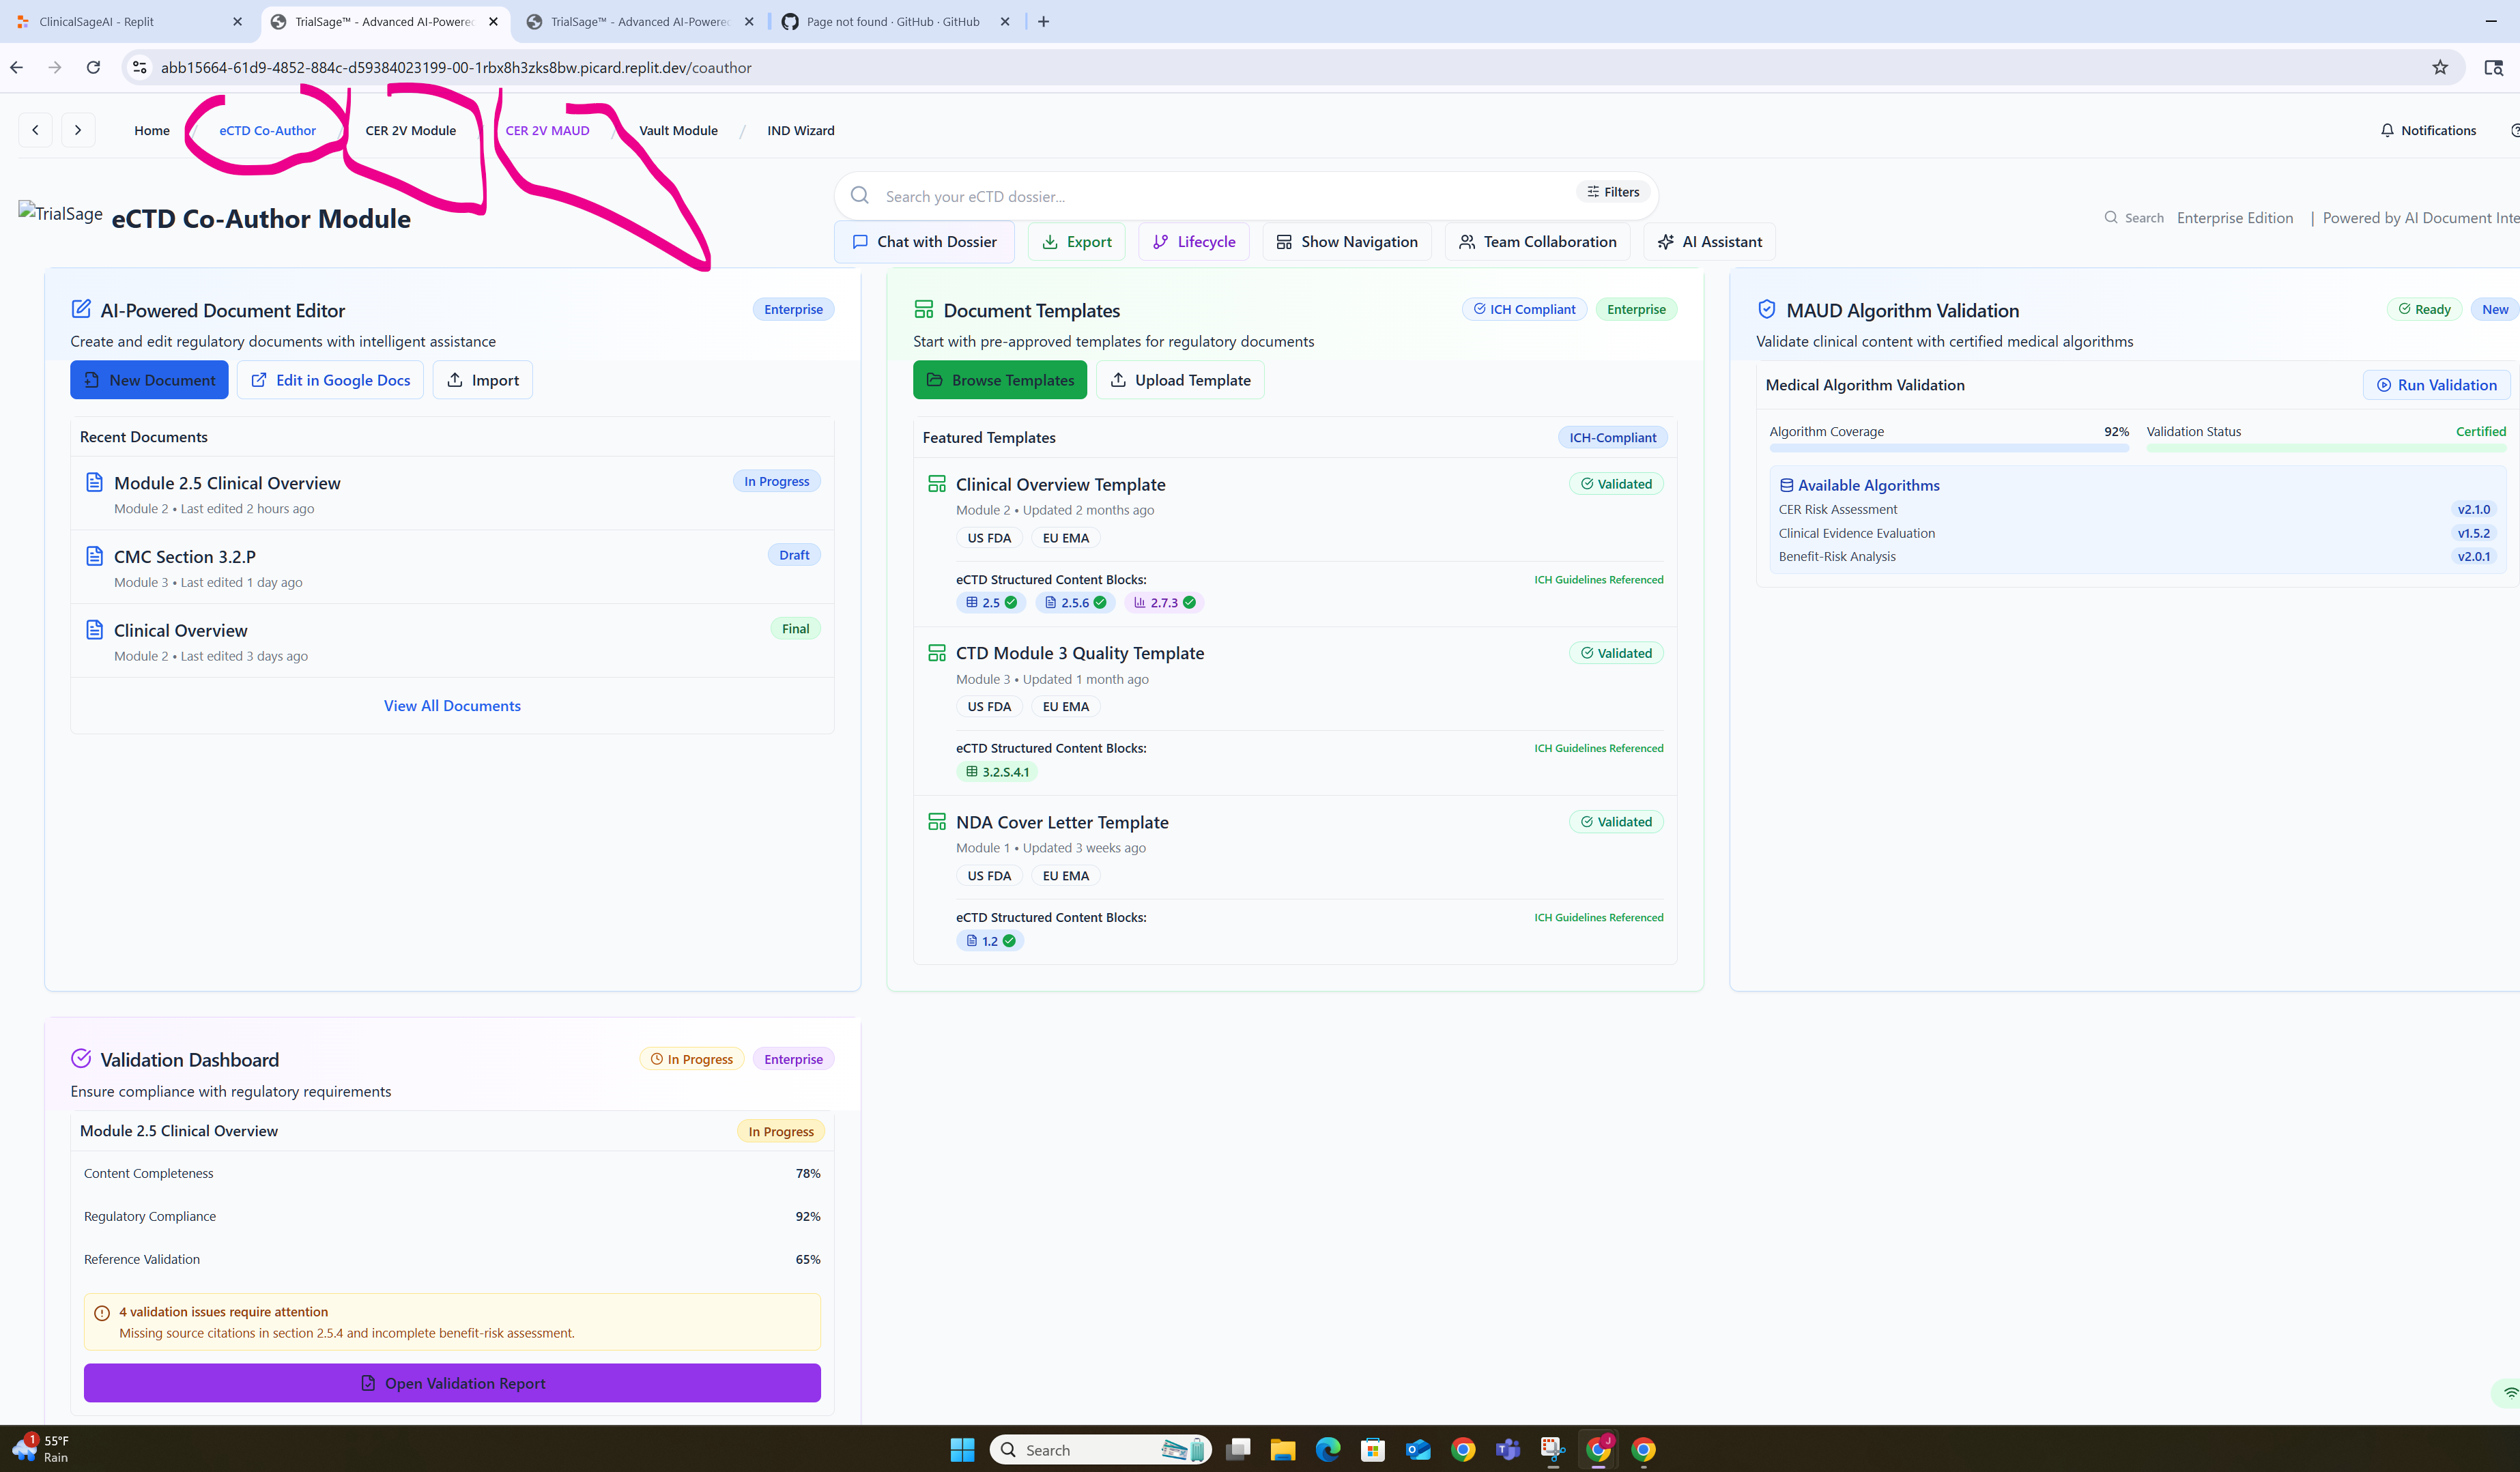 ClinicalSageAI - Replit
TrialSage™ - Advanced AI-Powered
TrialSage™ - Advanced AI-Powered
Page not found · GitHub · GitHub
abb15664-61d9-4852-884c-d59384023199-00-1rbx8h3zks8bw.picard.replit.dev/coauthor
Home
eCTD Co-Author
CER 2V Module
CER 2V MAUD /
Vault Module /
IND Wizard
Notifications
TrialSage
eCTD Co-Author Module
Search your eCTD dossier...
Filters
Chat with Dossier
Export
Lifecycle
Show Navigation
Team Collaboration
AI Assistant
Search
Enterprise Edition
| Powered by AI Document Inte
AI-Powered Document Editor
Enterprise
Create and edit regulatory documents with intelligent assistance
New Document
Edit in Google Docs
Import
Recent Documents
Module 2.5 Clinical Overview
In Progress
Module 2 • Last edited 2 hours ago
CMC Section 3.2.P
Draft
Module 3 • Last edited 1 day ago
Clinical Overview
Final
Module 2 • Last edited 3 days ago
View All Documents
Document Templates
ICH Compliant
Enterprise
Start with pre-approved templates for regulatory documents
Browse Templates
Upload Template
Featured Templates
ICH-Compliant
Clinical Overview Template
Validated
Module 2 • Updated 2 months ago
US FDA
EU EMA
eCTD Structured Content Blocks:
ICH Guidelines Referenced
2.5
2.5.6
2.7.3
CTD Module 3 Quality Template
Validated
Module 3 • Updated 1 month ago
US FDA
EU EMA
eCTD Structured Content Blocks:
ICH Guidelines Referenced
3.2.S.4.1
NDA Cover Letter Template
Validated
Module 1 • Updated 3 weeks ago
US FDA
EU EMA
eCTD Structured Content Blocks:
ICH Guidelines Referenced
1.2
MAUD Algorithm Validation
Ready
New
Validate clinical content with certified medical algorithms
Medical Algorithm Validation
Run Validation
Algorithm Coverage
92%
Validation Status
Certified
Available Algorithms
CER Risk Assessment
v2.1.0
Clinical Evidence Evaluation
v1.5.2
Benefit-Risk Analysis
v2.0.1
Validation Dashboard
In Progress
Enterprise
Ensure compliance with regulatory requirements
Module 2.5 Clinical Overview
In Progress
Content Completeness
78%
Regulatory Compliance
92%
Reference Validation
65%
4 validation issues require attention
Missing source citations in section 2.5.4 and incomplete benefit-risk assessment.
Open Validation Report
1
55°F
Rain
Search
J